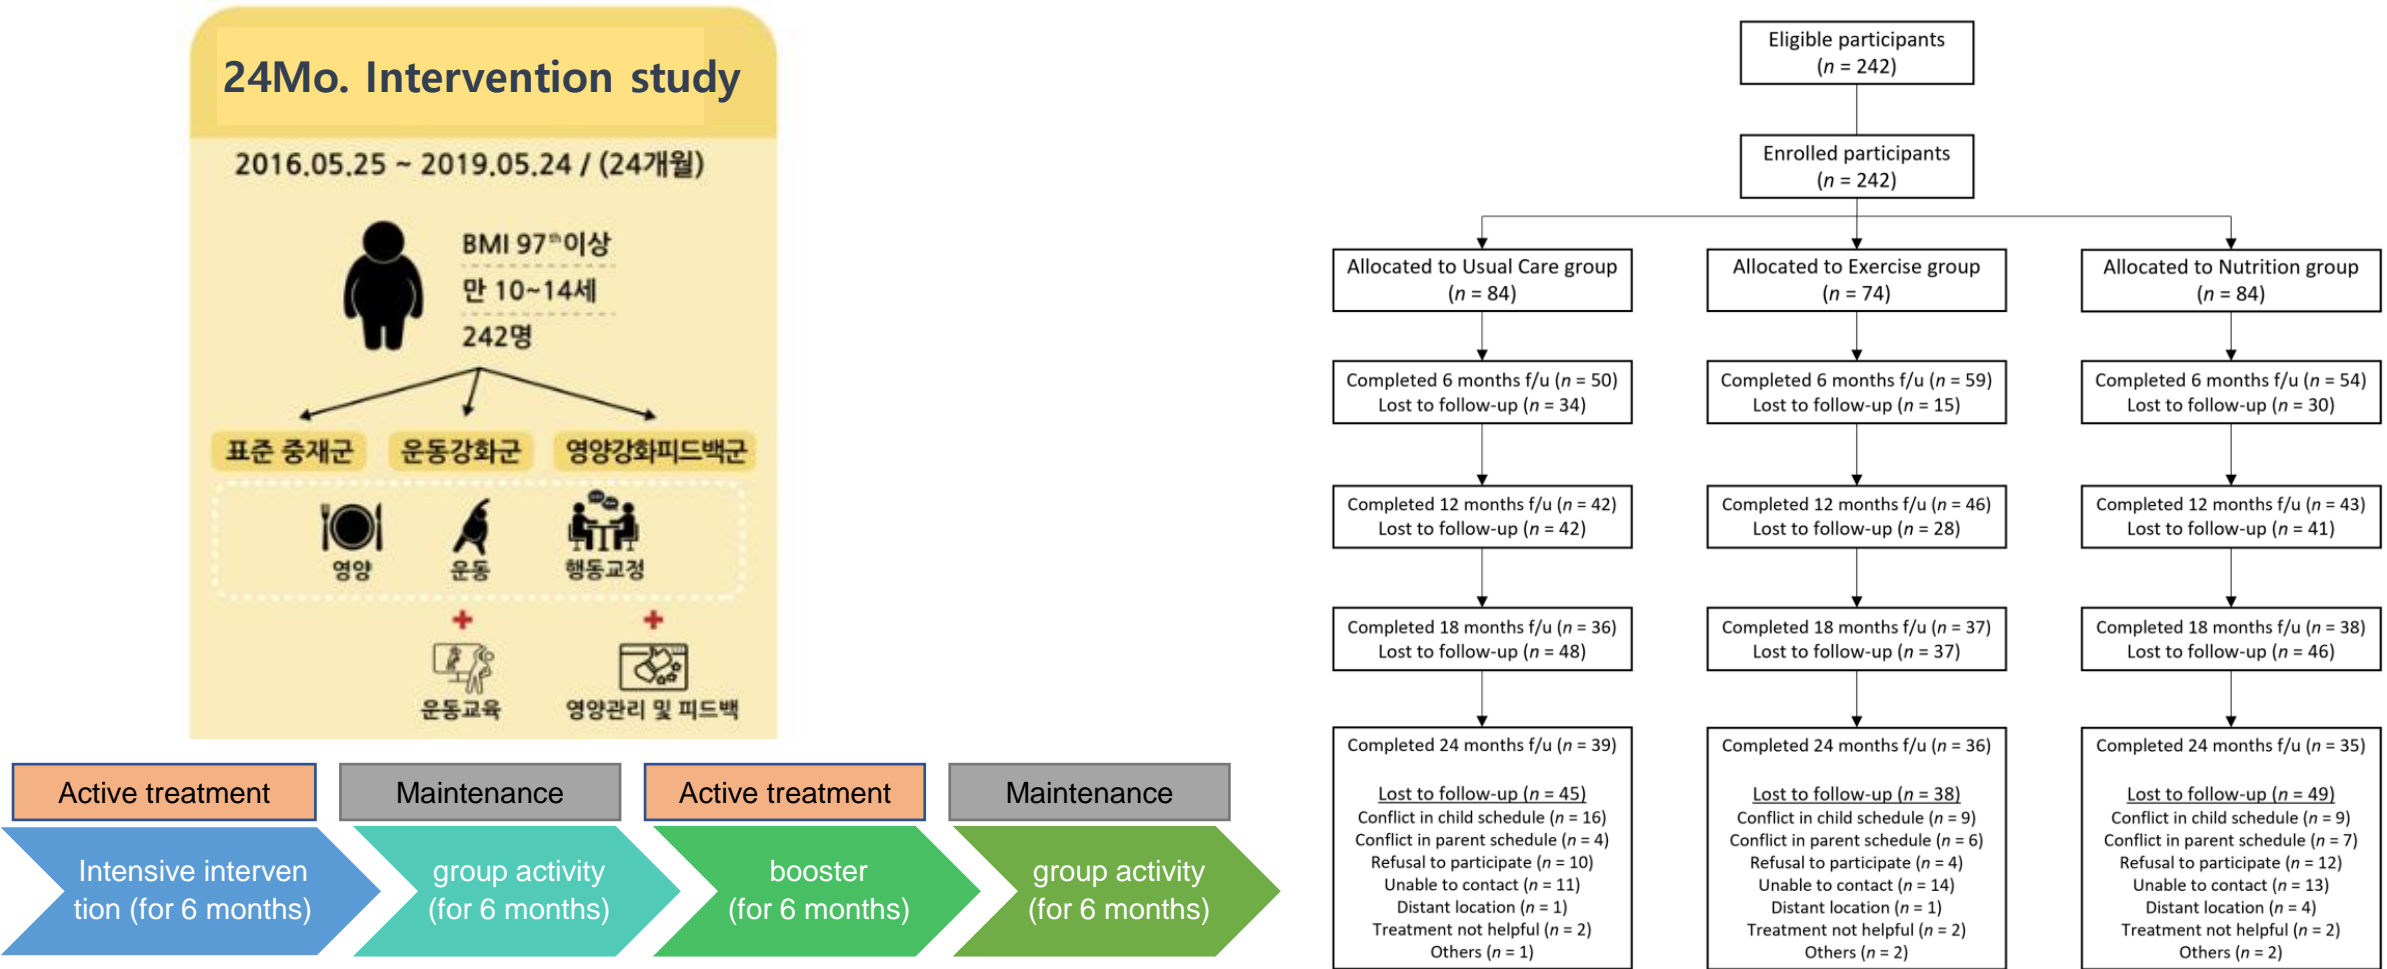 24Mo. Intervention study
2016.05.25 ~ 2019.05.24 / (24개월)
BMI 97th이상
만 10~14세
242명
표준 중재군
운동강화군
영양강화피드백군
영양
운동
행동교정
+
+
운동교육
영양관리 및 피드백
Active treatment
Maintenance
Active treatment
Maintenance
Intensive interven
tion (for 6 months)
group activity
(for 6 months)
booster
(for 6 months)
group activity
(for 6 months)
Eligible participants
(n = 242)
Enrolled participants
(n = 242)
Allocated to Usual Care group
(n = 84)
Allocated to Exercise group
(n = 74)
Allocated to Nutrition group
(n = 84)
Completed 6 months f/u (n = 50)
Lost to follow-up (n = 34)
Completed 6 months f/u (n = 59)
Lost to follow-up (n = 15)
Completed 6 months f/u (n = 54)
Lost to follow-up (n = 30)
Completed 12 months f/u (n = 42)
Lost to follow-up (n = 42)
Completed 12 months f/u (n = 46)
Lost to follow-up (n = 28)
Completed 12 months f/u (n = 43)
Lost to follow-up (n = 41)
Completed 18 months f/u (n = 36)
Lost to follow-up (n = 48)
Completed 18 months f/u (n = 37)
Lost to follow-up (n = 37)
Completed 18 months f/u (n = 38)
Lost to follow-up (n = 46)
Completed 24 months f/u (n = 39)
Lost to follow-up (n = 45)
Conflict in child schedule (n = 16)
Conflict in parent schedule (n = 4)
Refusal to participate (n = 10)
Unable to contact (n = 11)
Distant location (n = 1)
Treatment not helpful (n = 2)
Others (n = 1)
Completed 24 months f/u (n = 36)
Lost to follow-up (n = 38)
Conflict in child schedule (n = 9)
Conflict in parent schedule (n = 6)
Refusal to participate (n = 4)
Unable to contact (n = 14)
Distant location (n = 1)
Treatment not helpful (n = 2)
Others (n = 2)
Completed 24 months f/u (n = 35)
Lost to follow-up (n = 49)
Conflict in child schedule (n = 9)
Conflict in parent schedule (n = 7)
Refusal to participate (n = 12)
Unable to contact (n = 13)
Distant location (n = 4)
Treatment not helpful (n = 2)
Others (n = 2)